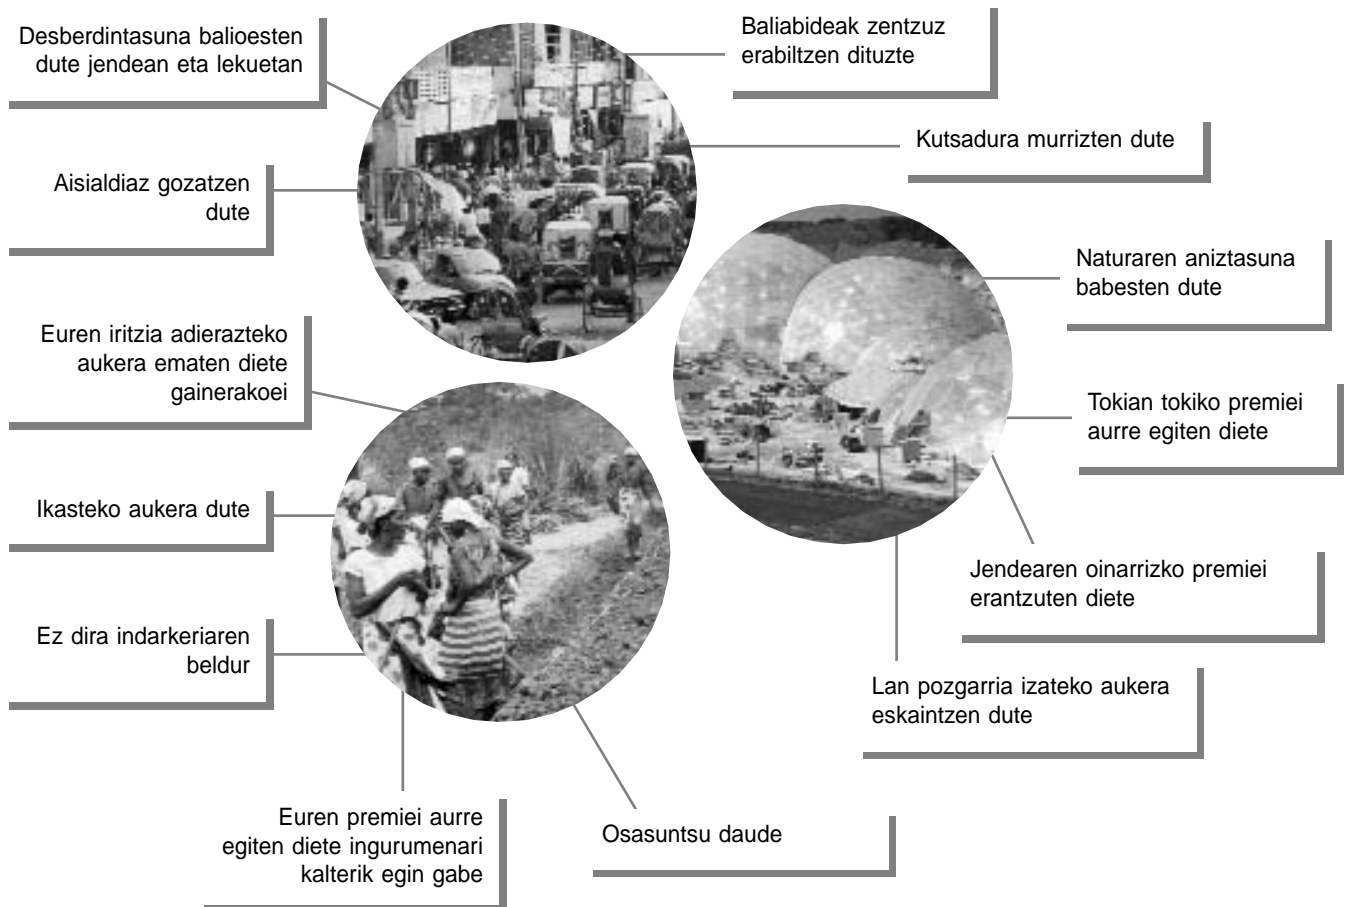 Desberdintasuna balioesten
dute jendean eta lekuetan
Baliabideak zentzuz
erabiltzen dituzte
Kutsadura murrizten dute
Aisialdiaz gozatzen
dute
Naturaren aniztasuna
babesten dute
Euren iritzia adierazteko
aukera ematen diete
gainerakoei
Tokian tokiko premiei
aurre egiten diete
Ikasteko aukera dute
Jendearen oinarrizko premiei
erantzuten diete
Ez dira indarkeriaren
beldur
Lan pozgarria izateko aukera
eskaintzen dute
Euren premiei aurre
egiten diete ingurumenari
kalterik egin gabe
Osasuntsu daude